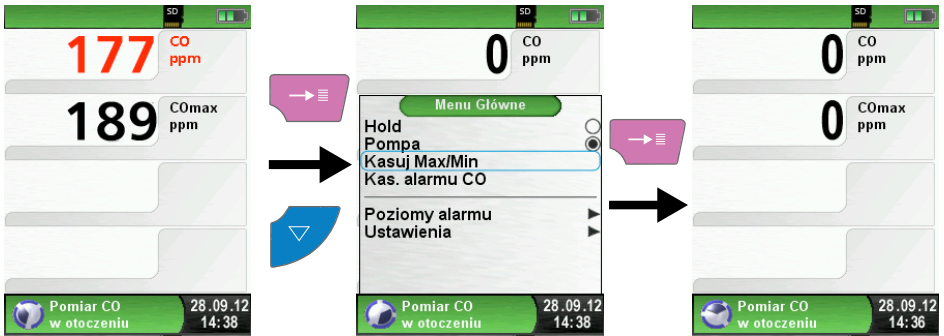 SD
177 CO
ppm
189 COmax
ppm
Pomiar CO
w otoczeniu
28.09.12
14:38
SD
0 CO
ppm
Menu Główne
Hold
Pompa
Kasuj Max/Min
Kas. alarmu CO
Poziomy alarmu
Ustawienia
Pomiar CO
w otoczeniu
28.09.12
14:38
SD
0 CO
ppm
0 COmax
ppm
Pomiar CO
w otoczeniu
28.09.12
14:36